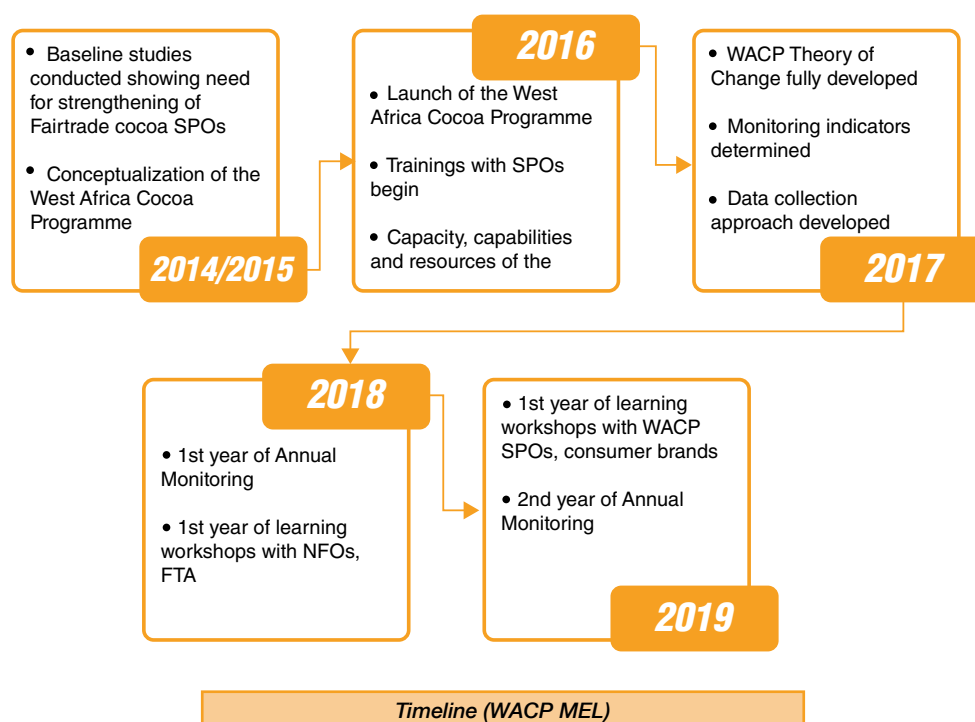 • Baseline studies
conducted showing need
for strengthening of
Fairtrade cocoa SPOs
• Conceptualization of the
West Africa Cocoa
Programme
2014/2015
2016
• Launch of the West
Africa Cocoa Programme
• Trainings with SPOs
begin
• Capacity, capabilities
and resources of the
• WACP Theory of
Change fully developed
• Monitoring indicators
determined
• Data collection
approach developed
2017
2018
• 1st year of Annual
Monitoring
• 1st year of learning
workshops with NFOs,
FTA
• 1st year of learning
workshops with WACP
SPOs, consumer brands
• 2nd year of Annual
Monitoring
2019
Timeline (WACP MEL)